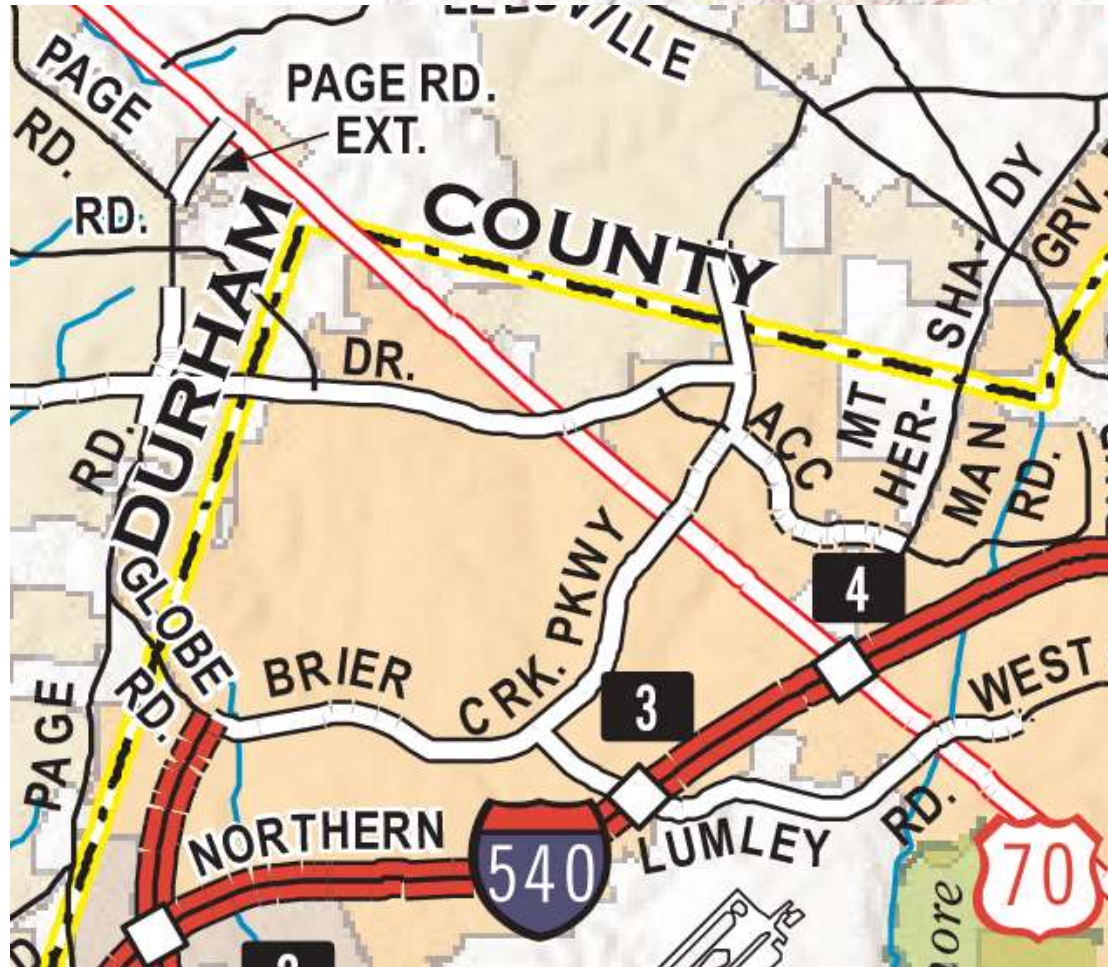 PAGE
RD.
PAGE RD.
EXT.
RD.
COUNTY
DURHAM
SHA-
DY
GRV.
DR.
ACC
MT
HER-
MAN
RD.
RD.
GLOBE
RD.
BRIER
CRK. PKWY
4
3
WEST
PAGE
NORTHERN
540
LUMLEY
RD.
70